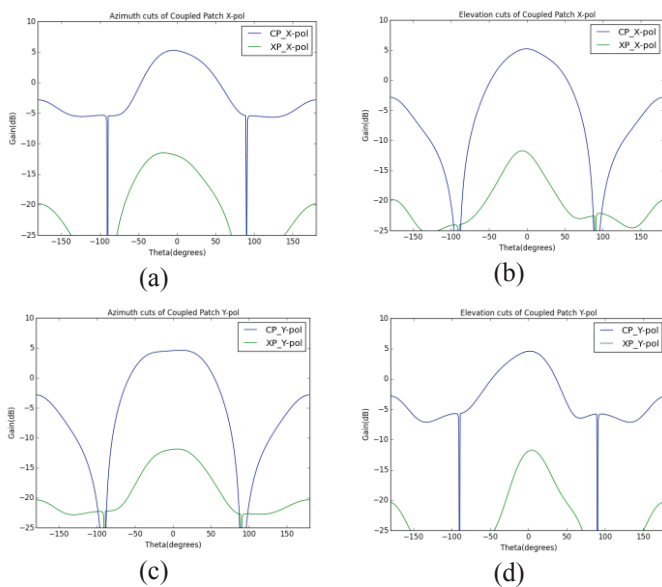 Azimuth cuts of Coupled Patch X-pol
CP_X-pol
XP_X-pol
Gain(dB)
10
5
0
−5
−10
−15
−20
−25
−150 −100 −50 0 50 100 150
Theta(degrees)
(a)
Elevation cuts of Coupled Patch X-pol
CP_X-pol
XP_X-pol
Gain(dB)
10
5
0
−5
−10
−15
−20
−25
−150 −100 −50 0 50 100 150
Theta(degrees)
(b)
Azimuth cuts of Coupled Patch Y-pol
CP_Y-pol
XP_Y-pol
Gain(dB)
10
5
0
−5
−10
−15
−20
−25
−150 −100 −50 0 50 100 150
Theta(degrees)
(c)
Elevation cuts of Coupled Patch Y-pol
CP_Y-pol
XP_Y-pol
Gain(dB)
10
5
0
−5
−10
−15
−20
−25
−150 −100 −50 0 50 100 150
Theta(degrees)
(d)